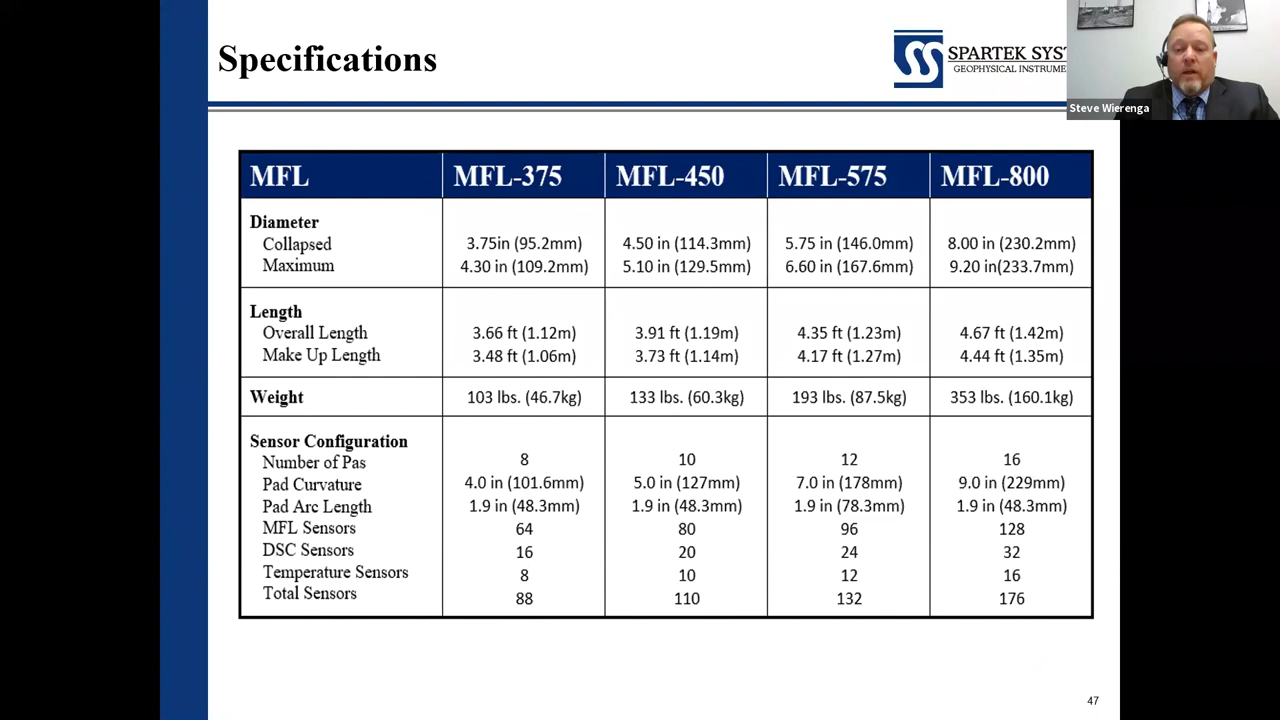 Specifications
SPARTEK SYST
GEOPHYSICAL INSTRUME
Steve Wierenga
MFL MFL-375 MFL-450 MFL-575 MFL-800
Diameter
Collapsed 3.75in (95.2mm) 4.50 in (114.3mm) 5.75 in (146.0mm) 8.00 in (230.2mm)
Maximum 4.30 in (109.2mm) 5.10 in (129.5mm) 6.60 in (167.6mm) 9.20 in(233.7mm)
Length
Overall Length 3.66 ft (1.12m) 3.91 ft (1.19m) 4.35 ft (1.23m) 4.67 ft (1.42m)
Make Up Length 3.48 ft (1.06m) 3.73 ft (1.14m) 4.17 ft (1.27m) 4.44 ft (1.35m)
Weight 103 lbs. (46.7kg) 133 lbs. (60.3kg) 193 lbs. (87.5kg) 353 lbs. (160.1kg)
Sensor Configuration
Number of Pas 8 10 12 16
Pad Curvature 4.0 in (101.6mm) 5.0 in (127mm) 7.0 in (178mm) 9.0 in (229mm)
Pad Arc Length 1.9 in (48.3mm) 1.9 in (48.3mm) 1.9 in (78.3mm) 1.9 in (48.3mm)
MFL Sensors 64 80 96 128
DSC Sensors 16 20 24 32
Temperature Sensors 8 10 12 16
Total Sensors 88 110 132 176
47